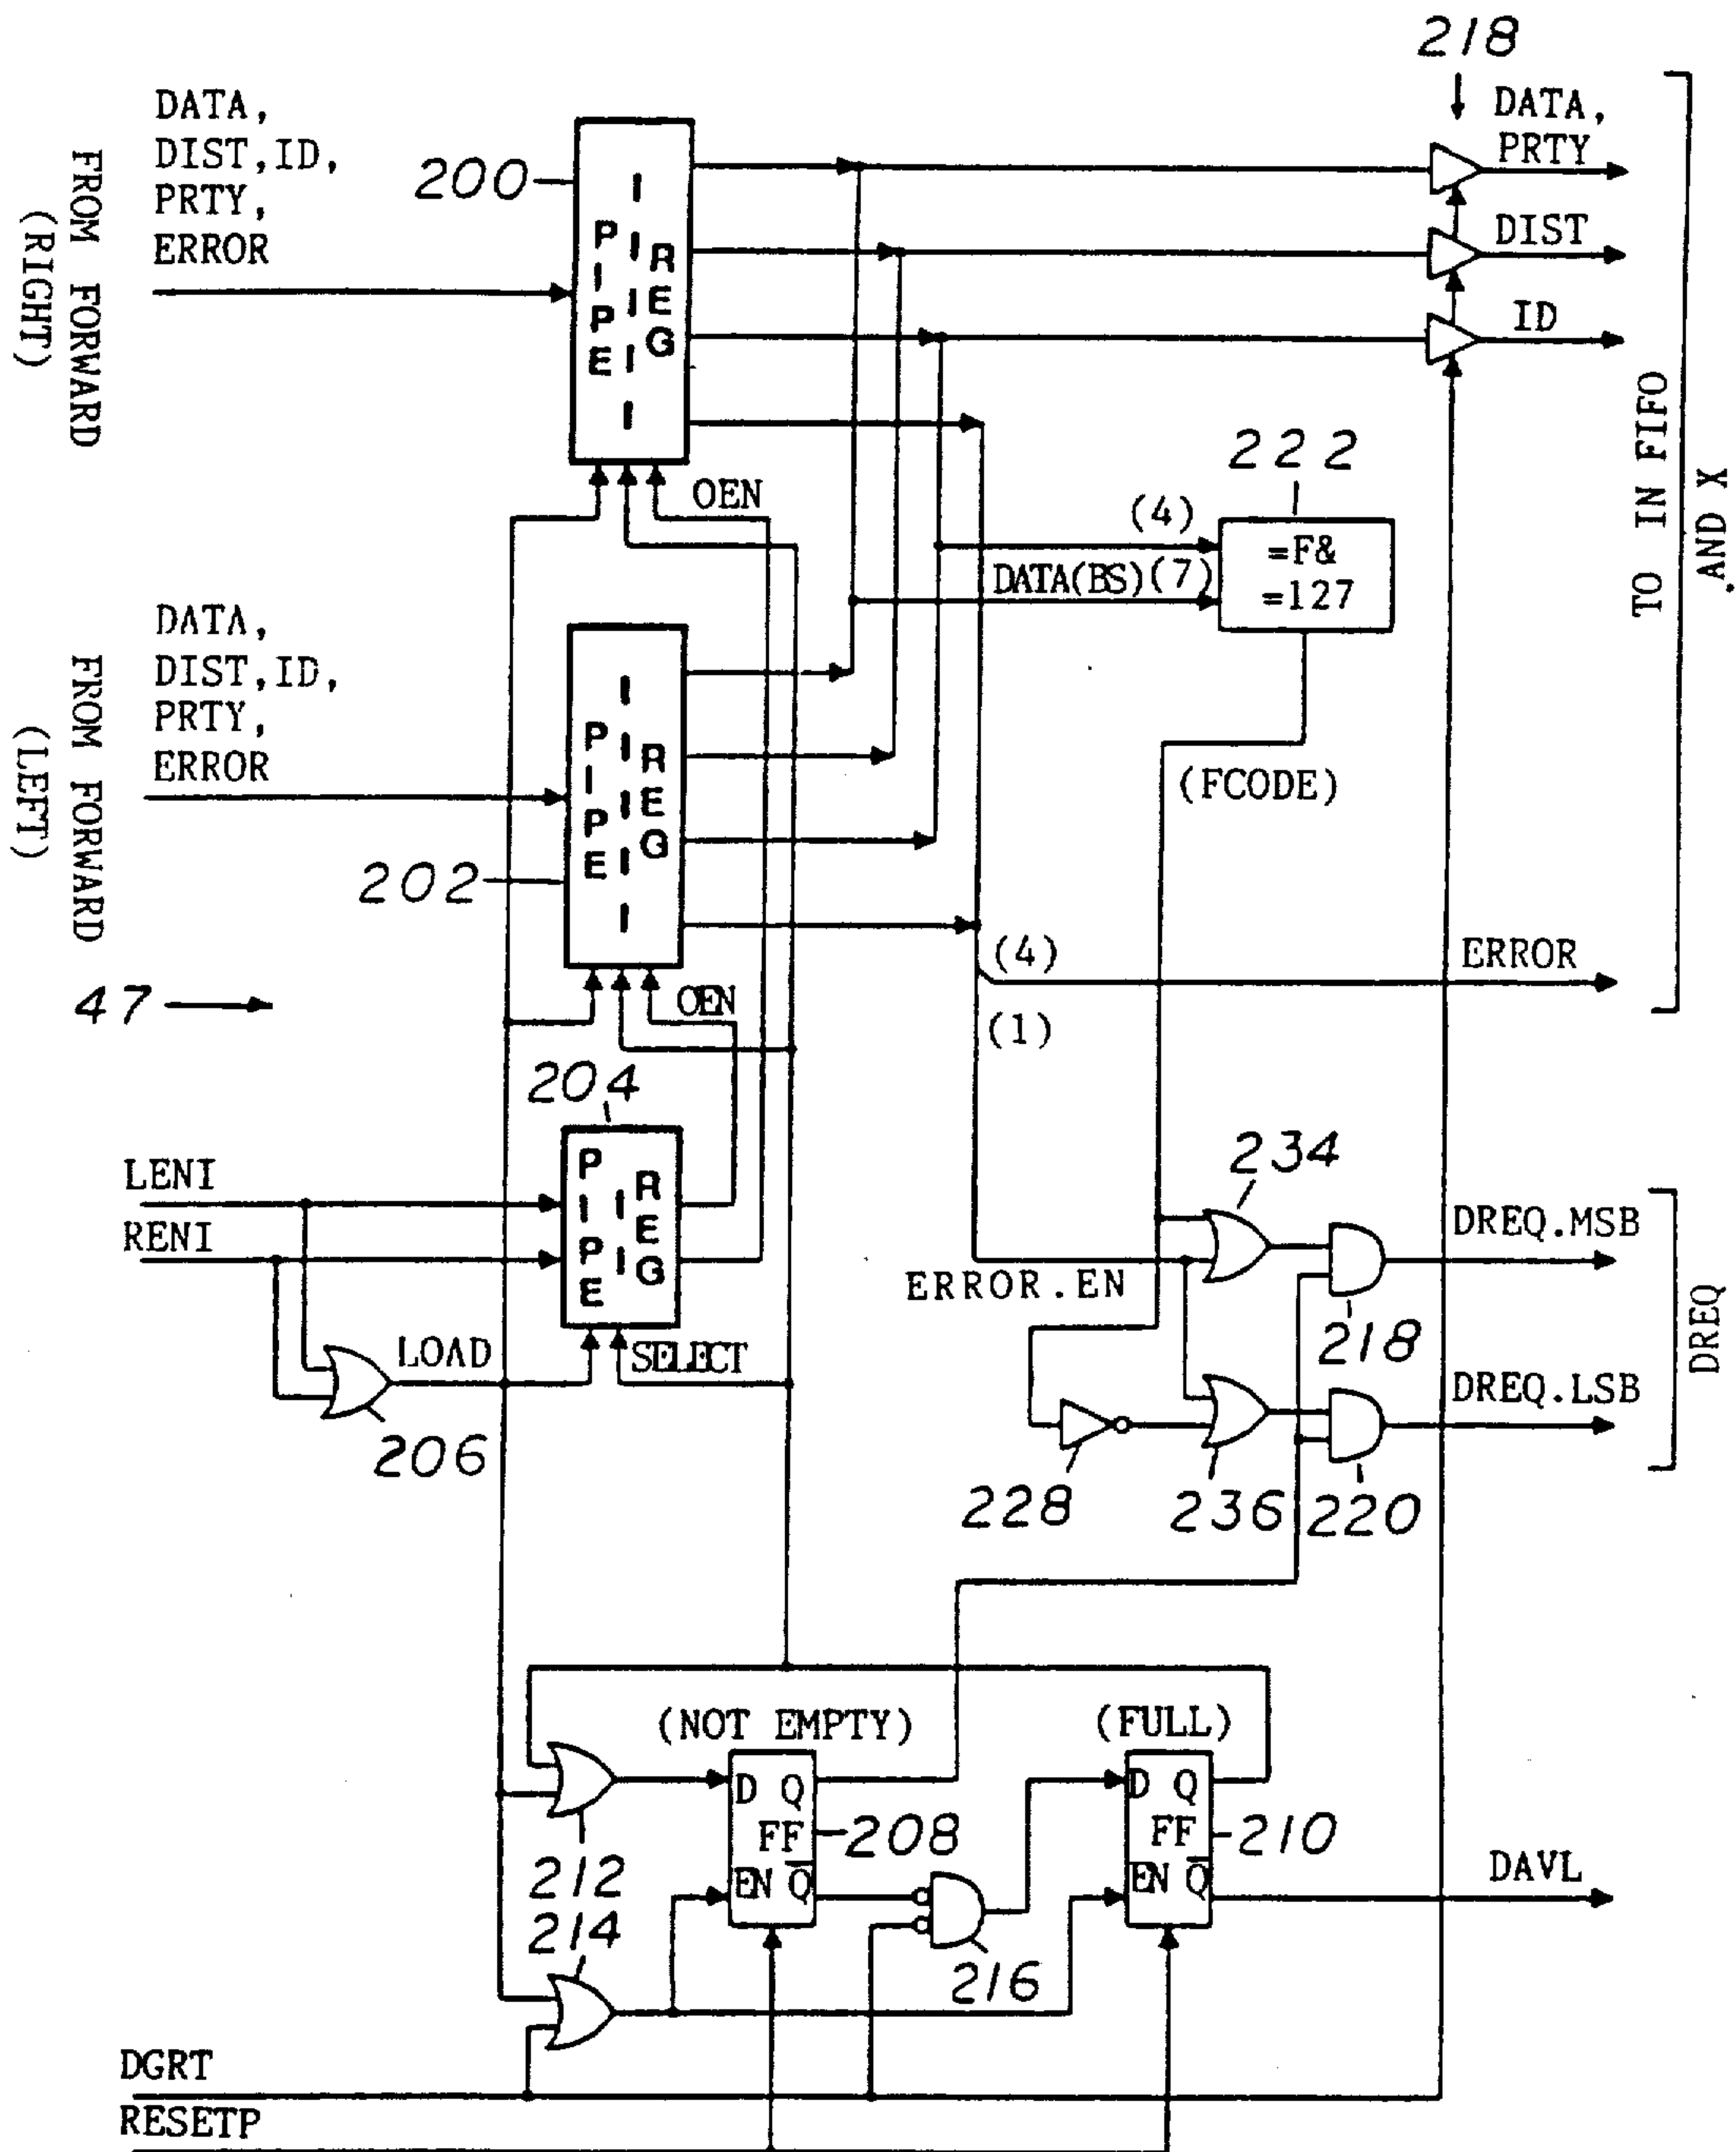 218
DATA,
DIST,ID,
PRTY,
ERROR
FROM FORWARD
(RIGHT)
200
PIPE
REG
DATA,
PRTY
DIST
ID
TO IN FIFO
AND X
OEN
222
(4)
DATA(BS)(7)
=F&
=127
DATA,
DIST,ID,
PRTY,
ERROR
FROM FORWARD
(LEFT)
202
PIPE
REG
(FCODE)
47
OEN
(4)
(1)
ERROR
204
PIPE
REG
LENI
RENI
LOAD
SELECT
206
234
ERROR.EN
218
DREQ.MSB
DREQ.LSB
DREQ
228
236
220
(NOT EMPTY)
(FULL)
D Q
FF
EN Q̅
208
D Q
FF
EN Q̅
210
212
214
216
DAVL
DGRT
RESETP